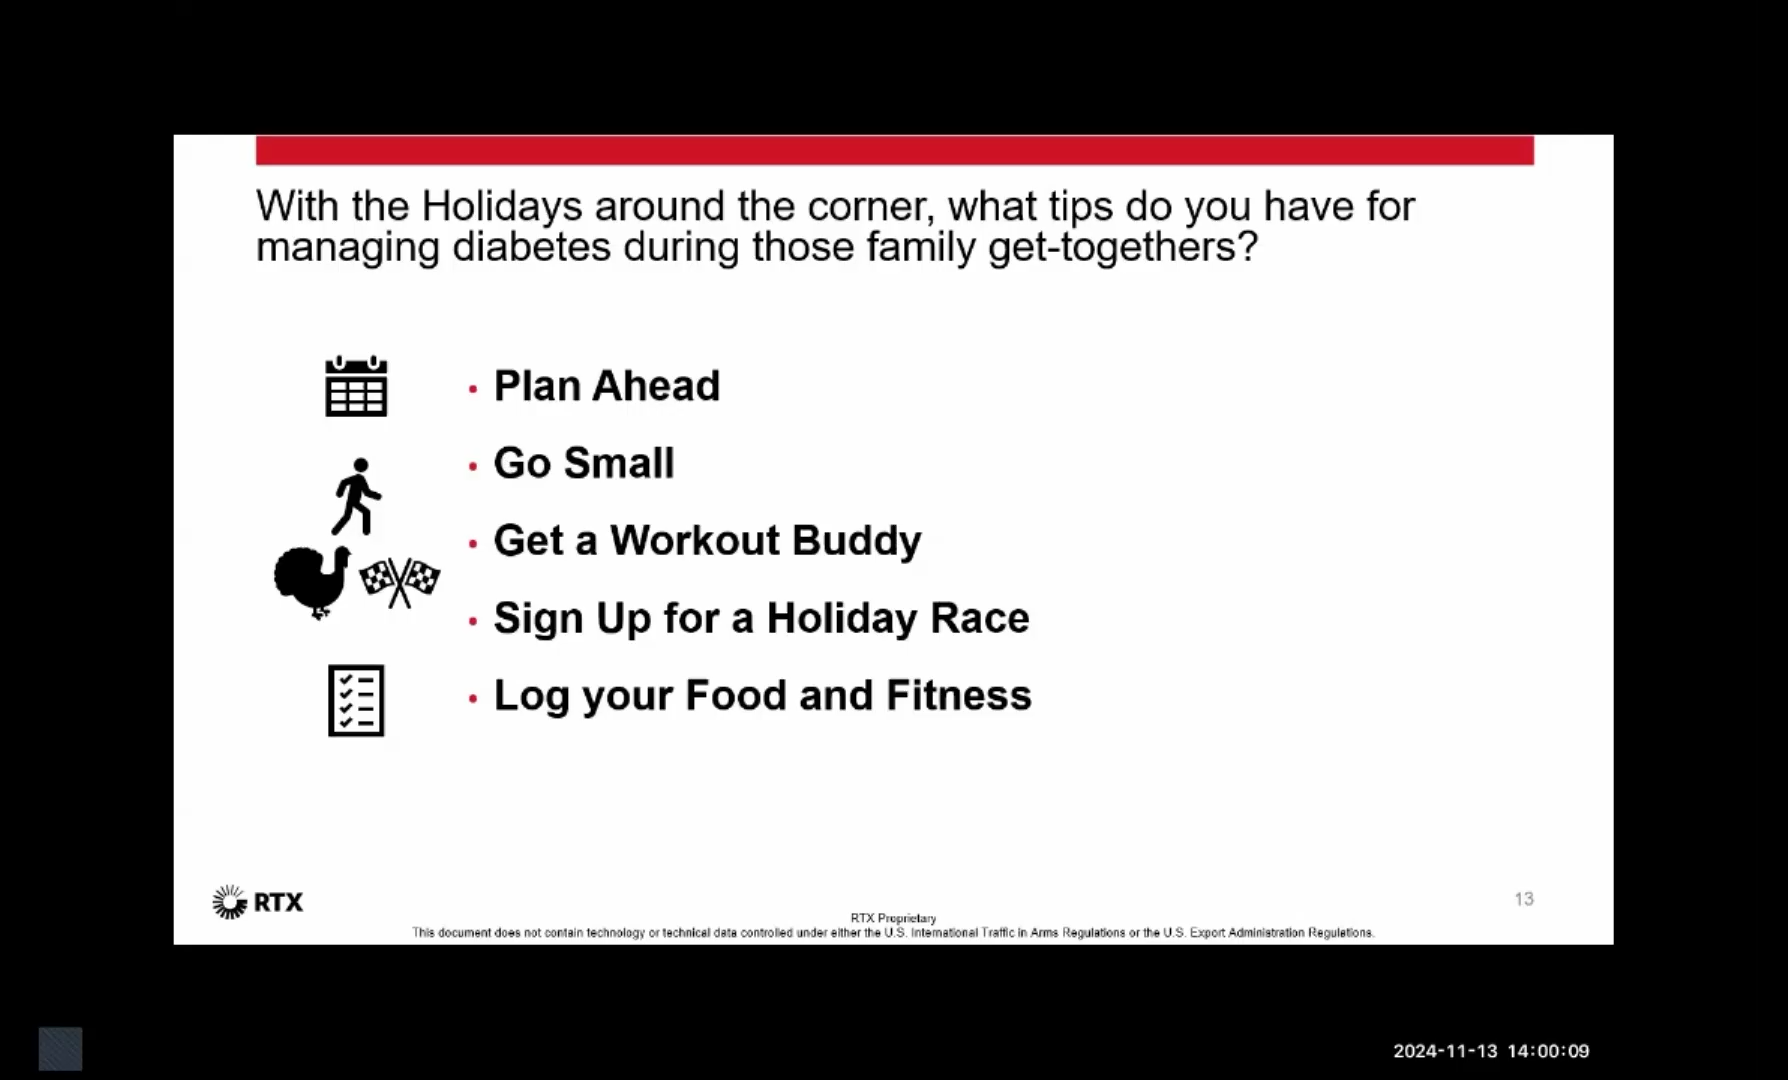 With the Holidays around the corner, what tips do you have for
managing diabetes during those family get-togethers?
• Plan Ahead
• Go Small
• Get a Workout Buddy
• Sign Up for a Holiday Race
• Log your Food and Fitness
RTX
13
RTX Proprietary
This document does not contain technology or technical data controlled under either the U.S. International Traffic in Arms Regulations or the U.S. Export Administration Regulations.
2024-11-13 14:00:09